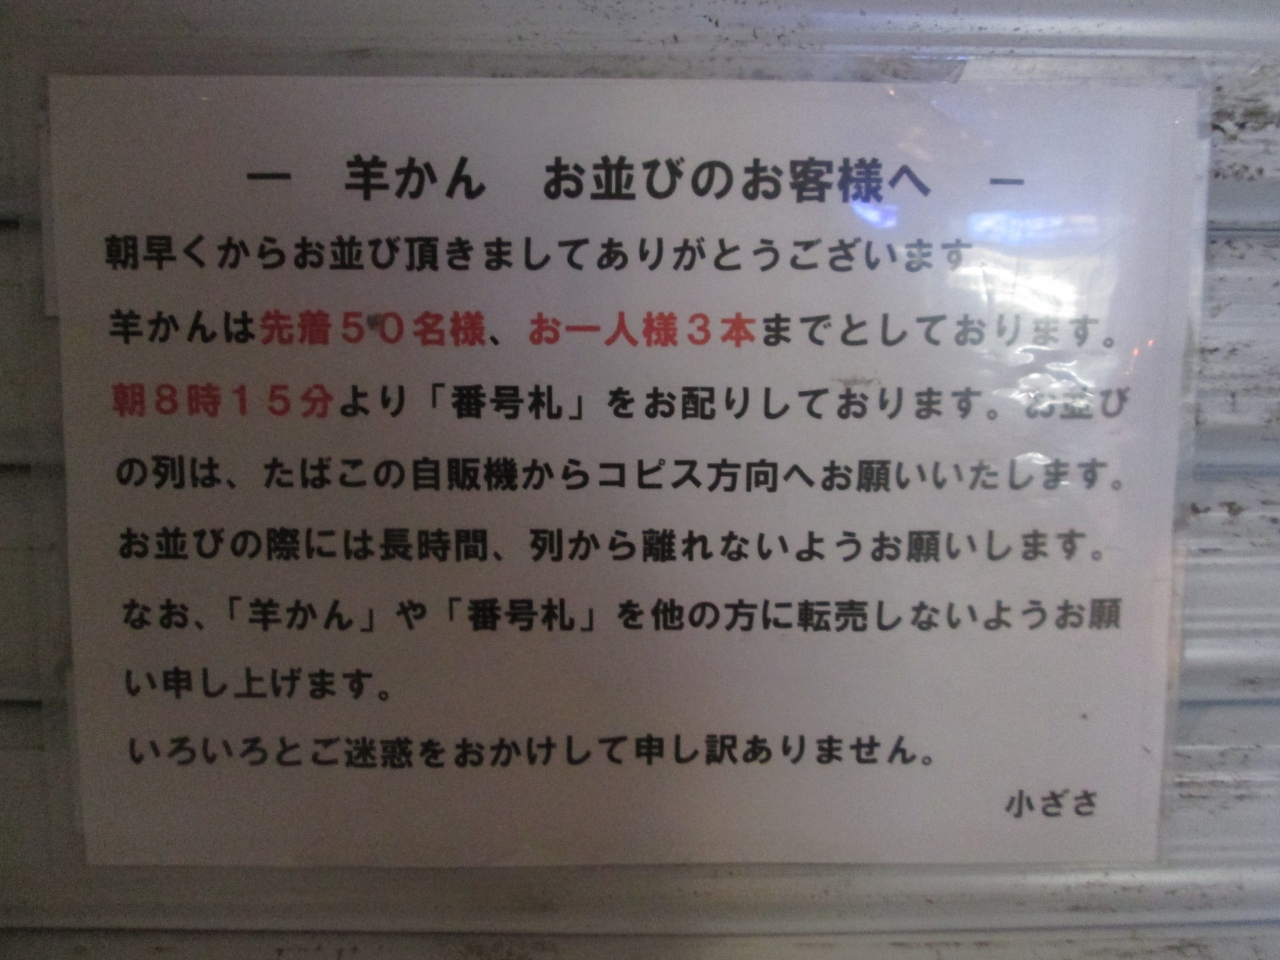 ー　羊かん　お並びのお客様へ　ー
朝早くからお並び頂きましてありがとうございます
羊かんは先着５０名様、お一人様３本までとしております。
朝８時１５分より「番号札」をお配りしております。お並び
の列は、たばこの自販機からコピス方向へお願いいたします。
お並びの際には長時間、列から離れないようお願いします。
なお、「羊かん」や「番号札」を他の方に転売しないようお願
い申し上げます。
いろいろとご迷惑をおかけして申し訳ありません。
小ざさ